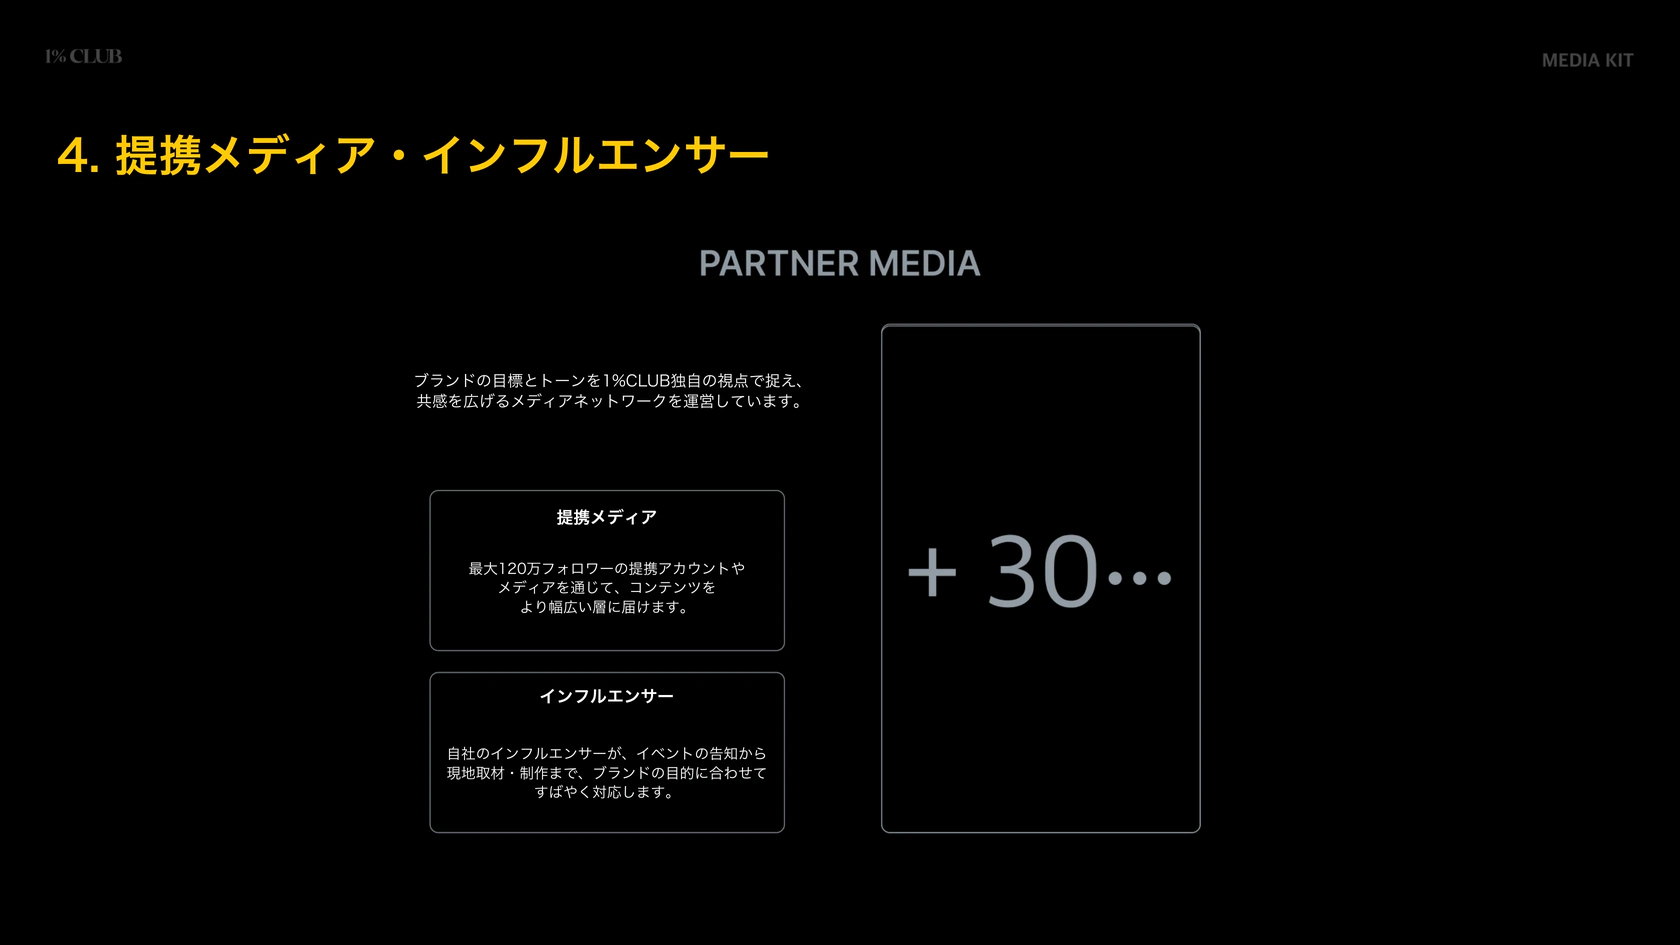 1% CLUB
MEDIA KIT
4. 提携メディア・インフルエンサー
PARTNER MEDIA
ブランドの目標とトーンを1%CLUB独自の視点で捉え、
共感を広げるメディアネットワークを運営しています。
提携メディア
最大120万フォロワーの提携アカウントや
メディアを通じて、コンテンツを
より幅広い層に届けます。
インフルエンサー
自社のインフルエンサーが、イベントの告知から
現地取材・制作まで、ブランドの目的に合わせて
すばやく対応します。
+ 30···